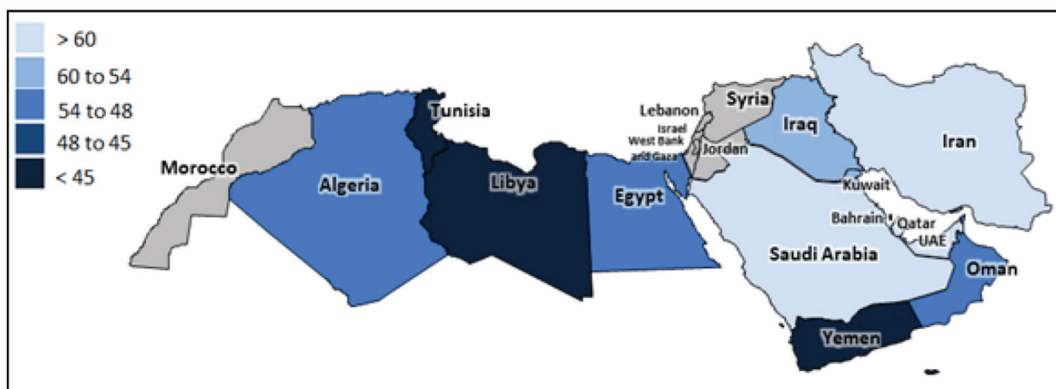 > 60
60 to 54
54 to 48
48 to 45
< 45
Morocco
Algeria
Tunisia
Libya
Egypt
Lebanon
Israel
West Bank
and Gaza
Syria
Jordan
Iraq
Iran
Kuwait
Bahrain
Qatar
UAE
Saudi Arabia
Oman
Yemen